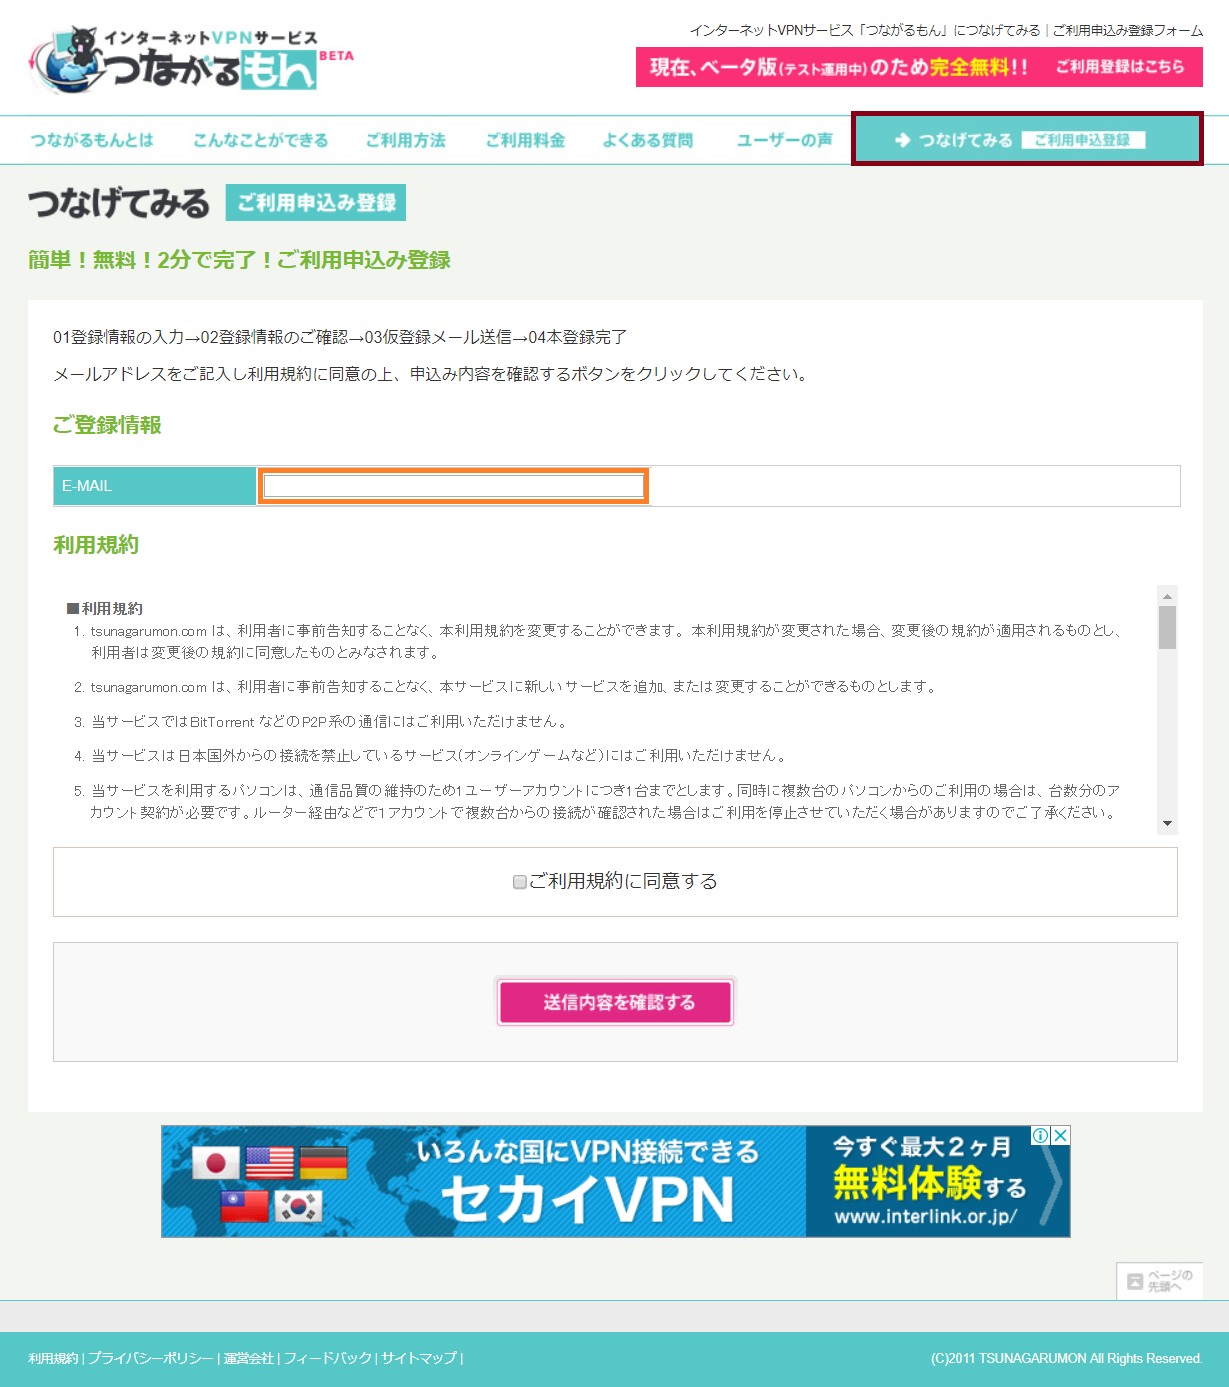 インターネットVPNサービス
つながるもん BETA
インターネットVPNサービス「つながるもん」につなげてみる | ご利用申込み登録フォーム
現在、ベータ版(テスト運用中)のため完全無料!! ご利用登録はこちら
つながるもんとは こんなことができる ご利用方法 ご利用料金 よくある質問 ユーザーの声 つなげてみる ご利用申込登録
つなげてみる ご利用申込み登録
簡単！無料！2分で完了！ご利用申込み登録
01登録情報の入力→02登録情報のご確認→03仮登録メール送信→04本登録完了
メールアドレスをご記入し利用規約に同意の上、申込み内容を確認するボタンをクリックしてください。
ご登録情報
E-MAIL
利用規約
■利用規約
1. tsunagarumon.com は、利用者に事前告知することなく、本利用規約を変更することができます。 本利用規約が変更された場合、変更後の規約が適用されるものとし、
利用者は変更後の規約に同意したものとみなされます。
2. tsunagarumon.com は、利用者に事前告知することなく、本サービスに新しいサービスを追加、または変更することができるものとします。
3. 当サービスではBitTorrent などのP2P系の通信にはご利用いただけません。
4. 当サービスは日本国外からの接続を禁止しているサービス(オンラインゲームなど)にはご利用いただけません。
5. 当サービスを利用するパソコンは、通信品質の維持のため1ユーザーアカウントにつき1台までとします。同時に複数台のパソコンからのご利用の場合は、台数分のア
カウント契約が必要です。ルーター経由などで1アカウントで複数台からの接続が確認された場合はご利用を停止させていただく場合がありますのでご了承ください。
ご利用規約に同意する
送信内容を確認する
いろんな国にVPN接続できる
セカイVPN
今すぐ最大2ヶ月
無料体験する
www.interlink.or.jp/
ページの
先頭へ
利用規約 | プライバシーポリシー | 運営会社 | フィードバック | サイトマップ |
(C)2011 TSUNAGARUMON All Rights Reserved.